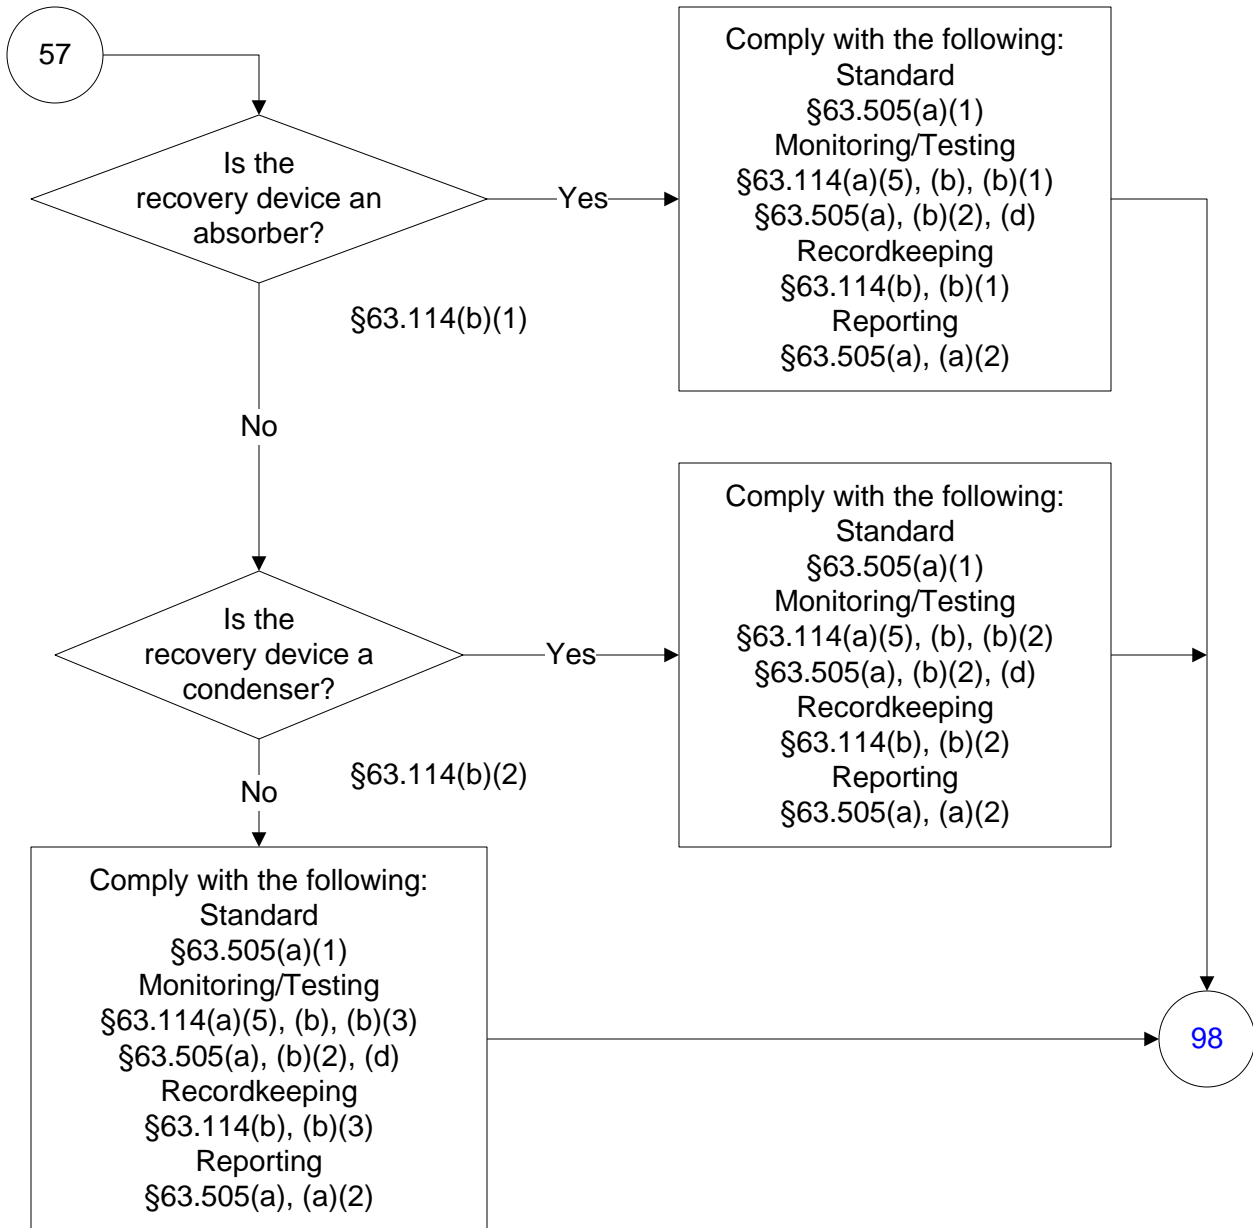 57
Is the
recovery device an
absorber?
Yes
Comply with the following:
Standard
§63.505(a)(1)
Monitoring/Testing
§63.114(a)(5), (b), (b)(1)
§63.505(a), (b)(2), (d)
Recordkeeping
§63.114(b), (b)(1)
Reporting
§63.505(a), (a)(2)
§63.114(b)(1)
No
Is the
recovery device a
condenser?
Yes
Comply with the following:
Standard
§63.505(a)(1)
Monitoring/Testing
§63.114(a)(5), (b), (b)(2)
§63.505(a), (b)(2), (d)
Recordkeeping
§63.114(b), (b)(2)
Reporting
§63.505(a), (a)(2)
§63.114(b)(2)
No
Comply with the following:
Standard
§63.505(a)(1)
Monitoring/Testing
§63.114(a)(5), (b), (b)(3)
§63.505(a), (b)(2), (d)
Recordkeeping
§63.114(b), (b)(3)
Reporting
§63.505(a), (a)(2)
98